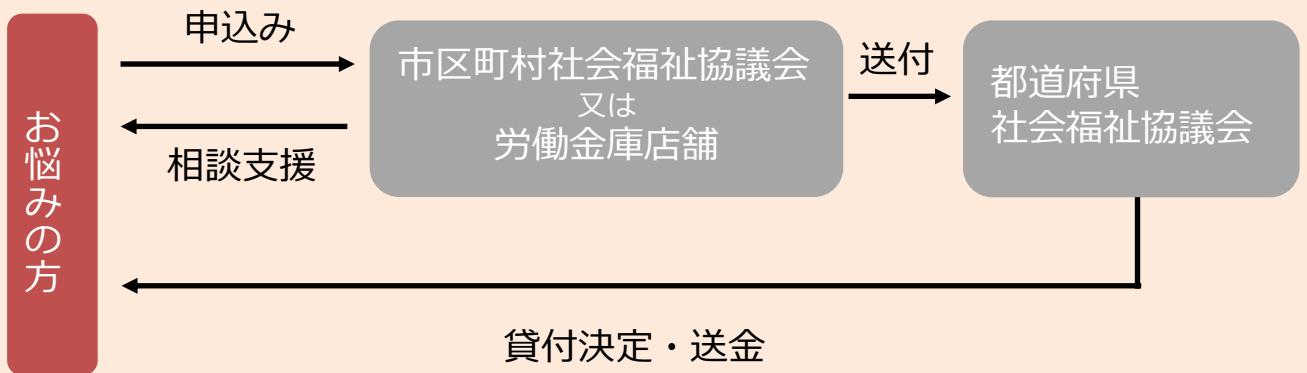 お悩みの方
申込み
相談支援
市区町村社会福祉協議会
又は
労働金庫店舗
送付
都道府県
社会福祉協議会
貸付決定・送金